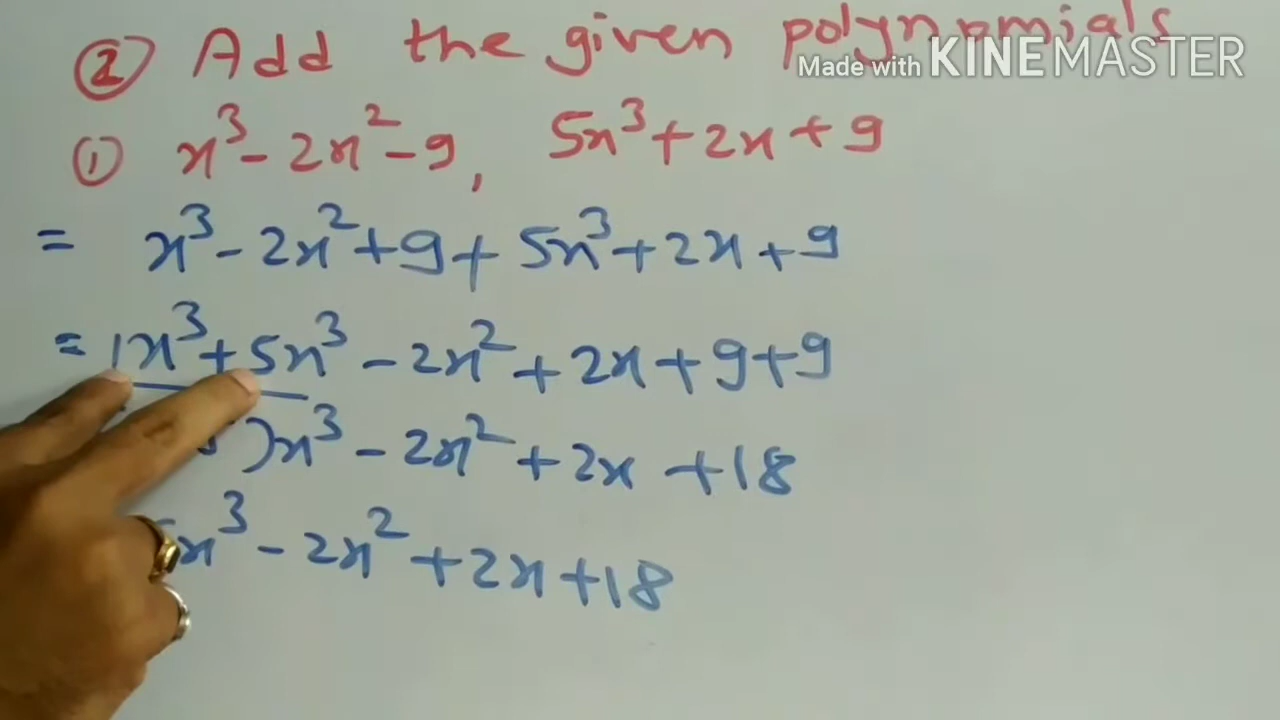 ② Add the given polynomials
Made with KINEMASTER
① x³ - 2x² - 9, 5x³ + 2x + 9
= x³ - 2x² + 9 + 5x³ + 2x + 9
= 1x³ + 5x³ - 2x² + 2x + 9 + 9
)x³ - 2x² + 2x + 18
x³ - 2x² + 2x + 18